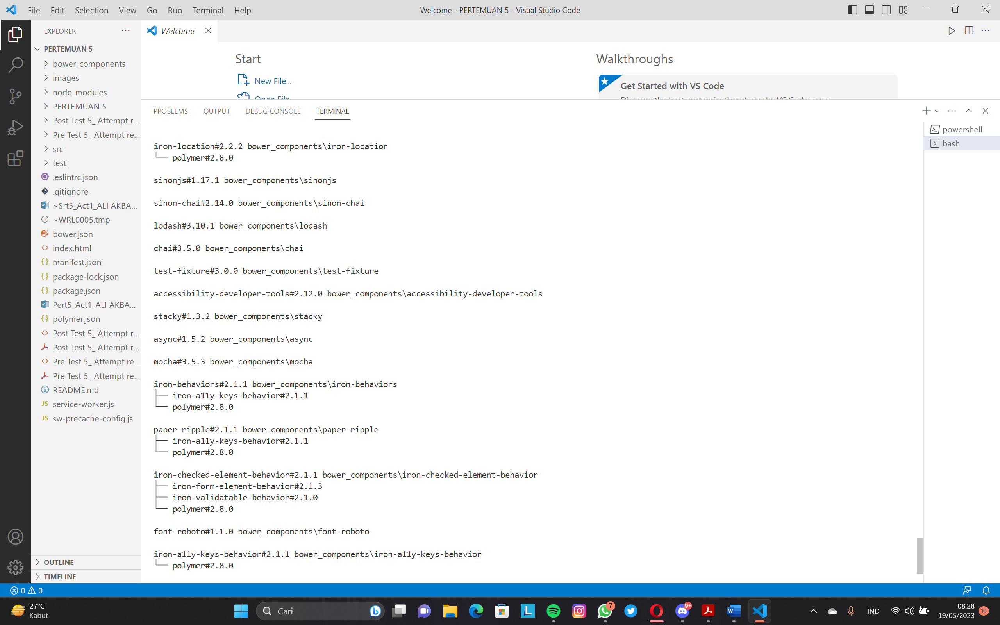 File Edit Selection View Go Run Terminal Help
Welcome - PERTEMUAN 5 - Visual Studio Code
EXPLORER
PERTEMUAN 5
bower_components
images
node_modules
PERTEMUAN 5
Post Test 5_ Attempt r...
Pre Test 5_ Attempt re...
src
test
.eslintrc.json
.gitignore
~$rt5_Act1_ALI AKBA...
~WRL0005.tmp
bower.json
index.html
manifest.json
package-lock.json
package.json
Pert5_Act1_ALI AKBA...
polymer.json
Post Test 5_ Attempt r...
Post Test 5_ Attempt r...
Pre Test 5_ Attempt re...
Pre Test 5_ Attempt re...
README.md
service-worker.js
sw-precache-config.js
OUTLINE
TIMELINE
Welcome
Start
New File...
Open File...
Walkthroughs
Get Started with VS Code
Discover the best customizations to make VS Code yours.
PROBLEMS OUTPUT DEBUG CONSOLE TERMINAL
powershell
bash
iron-location#2.2.2 bower_components\iron-location
└── polymer#2.8.0
sinonjs#1.17.1 bower_components\sinonjs
sinon-chai#2.14.0 bower_components\sinon-chai
lodash#3.10.1 bower_components\lodash
chai#3.5.0 bower_components\chai
test-fixture#3.0.0 bower_components\test-fixture
accessibility-developer-tools#2.12.0 bower_components\accessibility-developer-tools
stacky#1.3.2 bower_components\stacky
async#1.5.2 bower_components\async
mocha#3.5.3 bower_components\mocha
iron-behaviors#2.1.1 bower_components\iron-behaviors
├── iron-a11y-keys-behavior#2.1.1
└── polymer#2.8.0
paper-ripple#2.1.1 bower_components\paper-ripple
├── iron-a11y-keys-behavior#2.1.1
└── polymer#2.8.0
iron-checked-element-behavior#2.1.1 bower_components\iron-checked-element-behavior
├── iron-form-element-behavior#2.1.3
├── iron-validatable-behavior#2.1.0
└── polymer#2.8.0
font-roboto#1.1.0 bower_components\font-roboto
iron-a11y-keys-behavior#2.1.1 bower_components\iron-a11y-keys-behavior
└── polymer#2.8.0
0 0
27°C
Kabut
Cari
7
9+
IND
08.28
19/05/2023
10